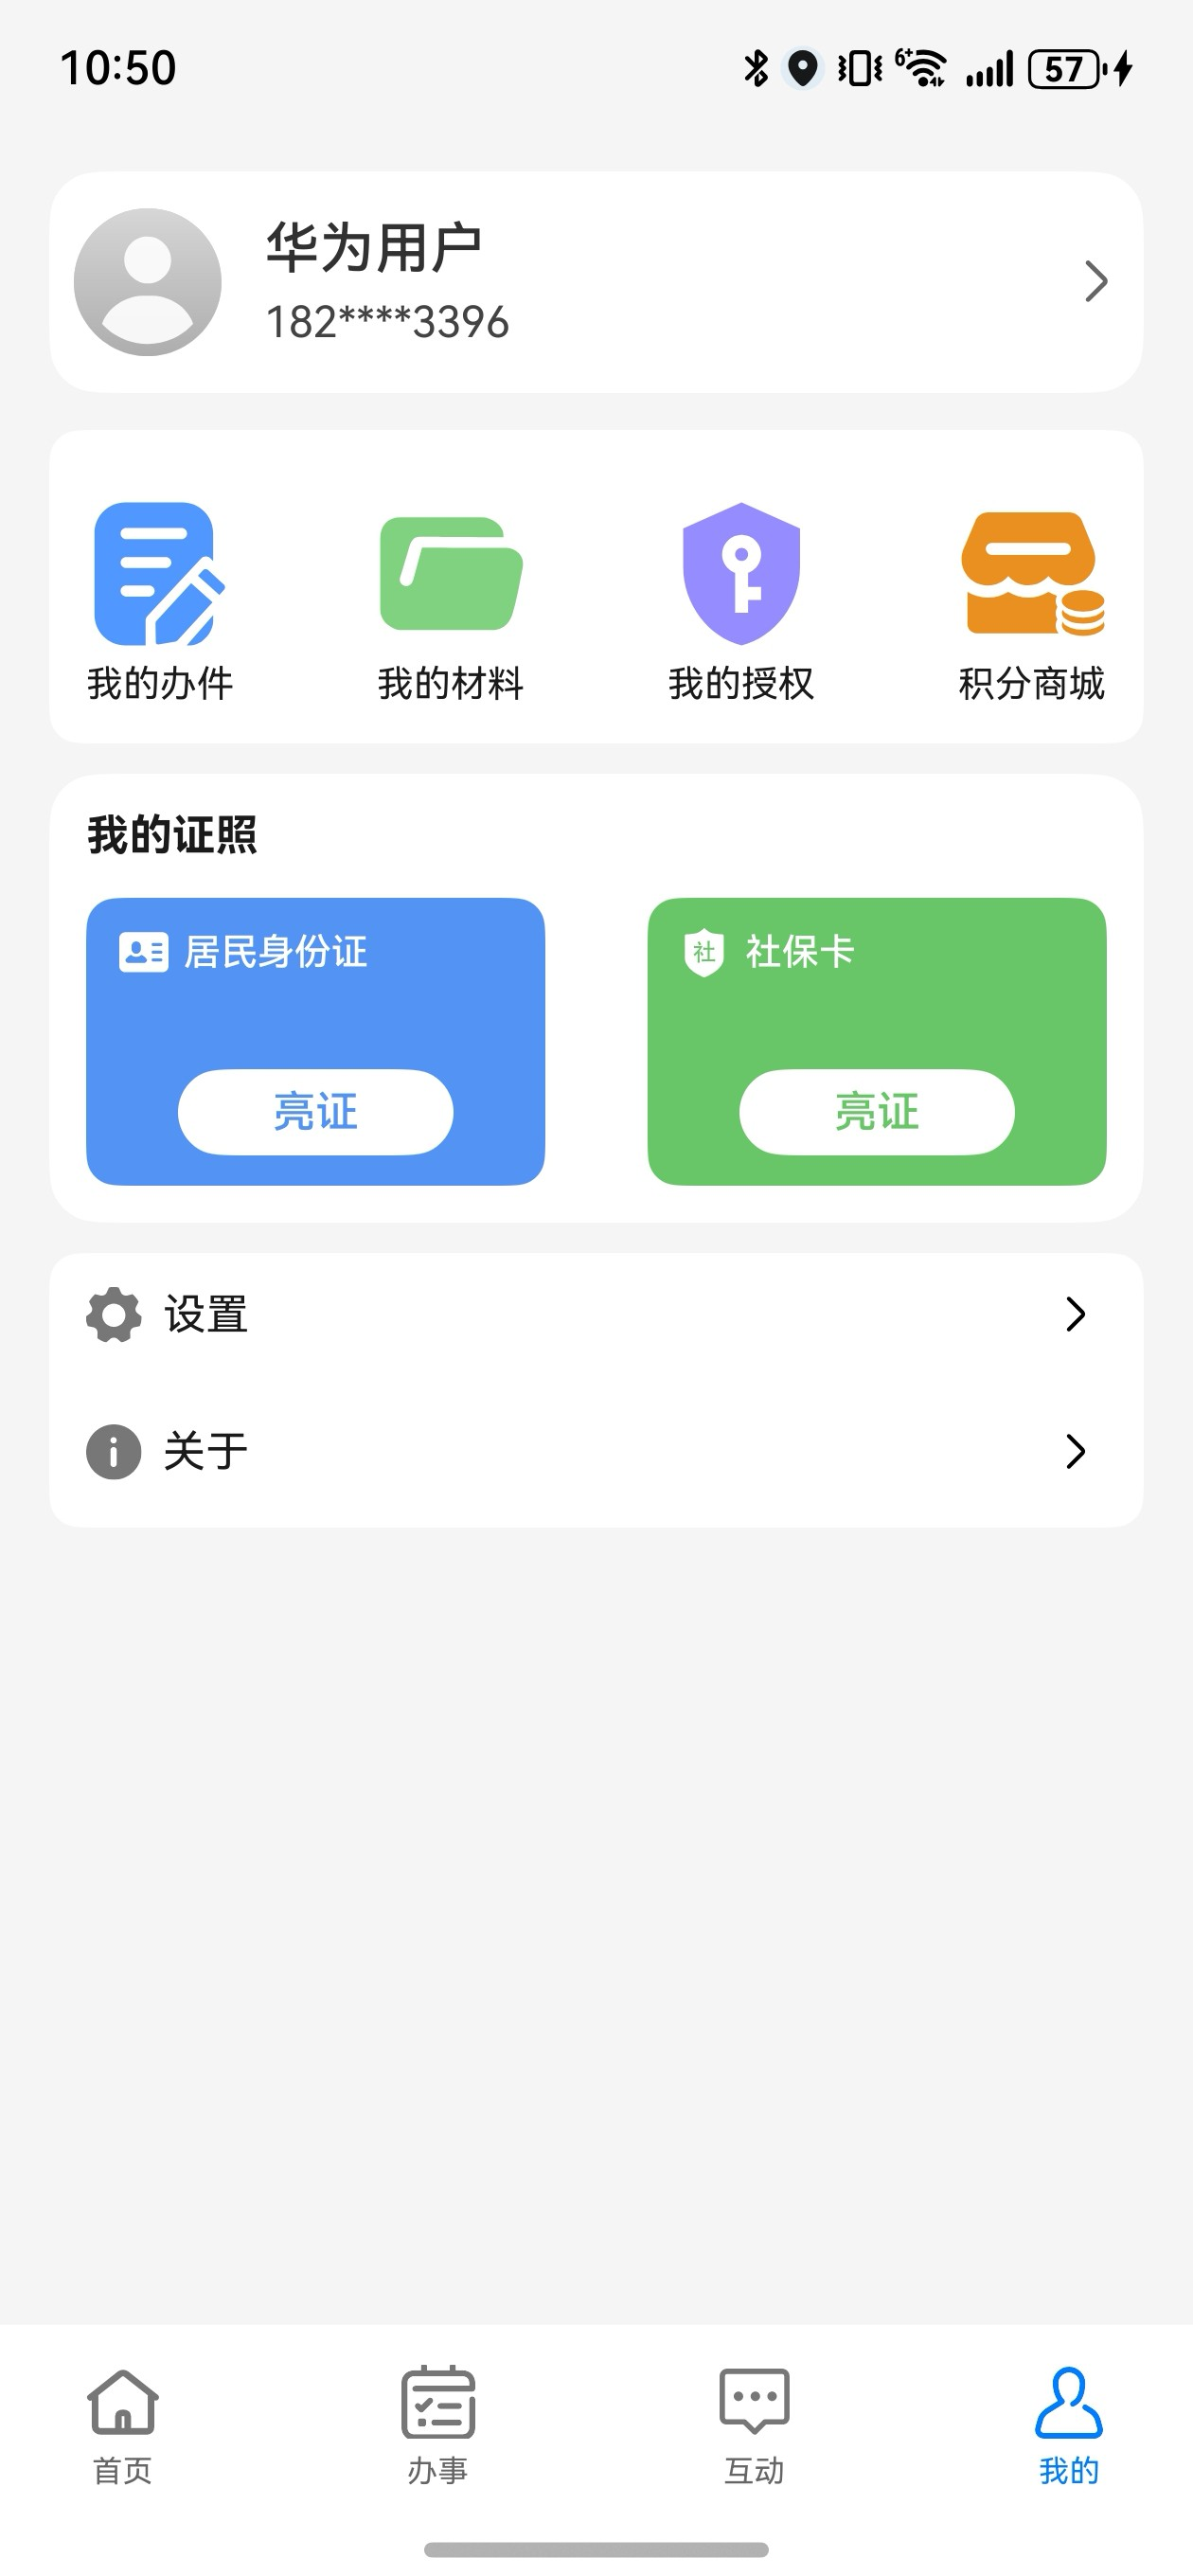 10:50
6+
57
华为用户
182****3396
我的办件 我的材料 我的授权 积分商城
我的证照
居民身份证
社 社保卡
亮证 亮证
设置
关于
首页 办事 互动 我的